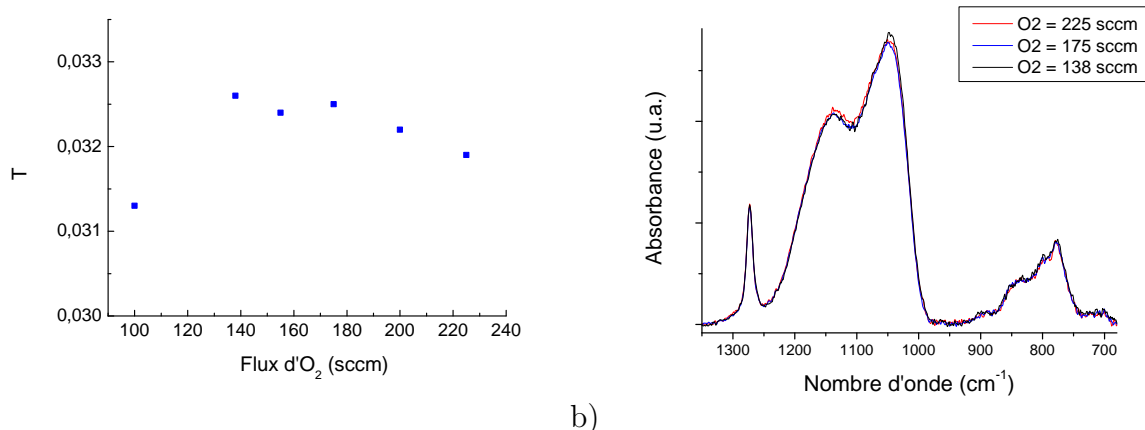 0,033
0,032
0,031
0,030
T
100 120 140 160 180 200 220 240
Flux d'O2 (sccm)
O2 = 225 sccm
O2 = 175 sccm
O2 = 138 sccm
Absorbance (u.a.)
1300 1200 1100 1000 900 800 700
Nombre d'onde (cm-1)
b)